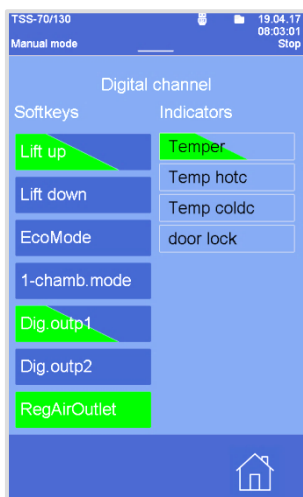 TSS-70/130
19.04.17
08:03:01
Manual mode
Stop
Digital channel
Softkeys
Indicators
Lift up
Temper
Temp hotc
Lift down
Temp coldc
EcoMode
door lock
1-chamb.mode
Dig.outp1
Dig.outp2
RegAirOutlet